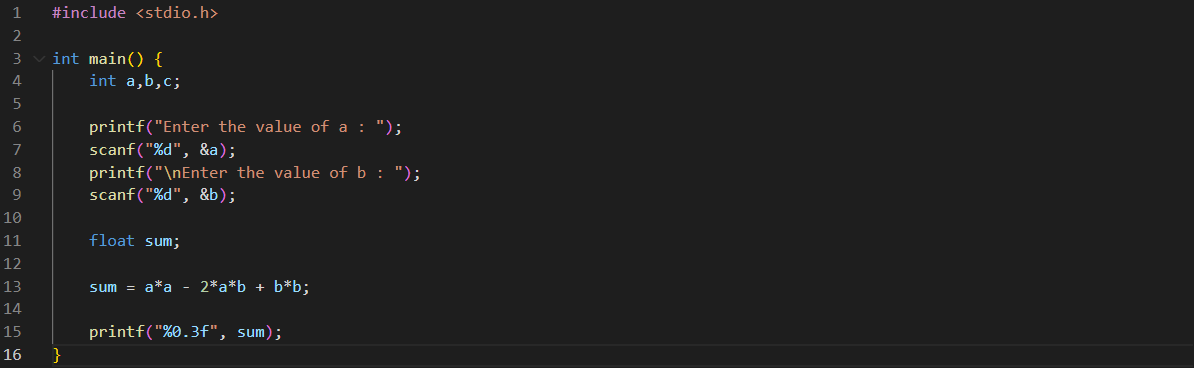 1 #include <stdio.h>
2
3 int main() {
4     int a,b,c;
5
6     printf("Enter the value of a : ");
7     scanf("%d", &a);
8     printf("\nEnter the value of b : ");
9     scanf("%d", &b);
10
11     float sum;
12
13     sum = a*a - 2*a*b + b*b;
14
15     printf("%0.3f", sum);
16 }